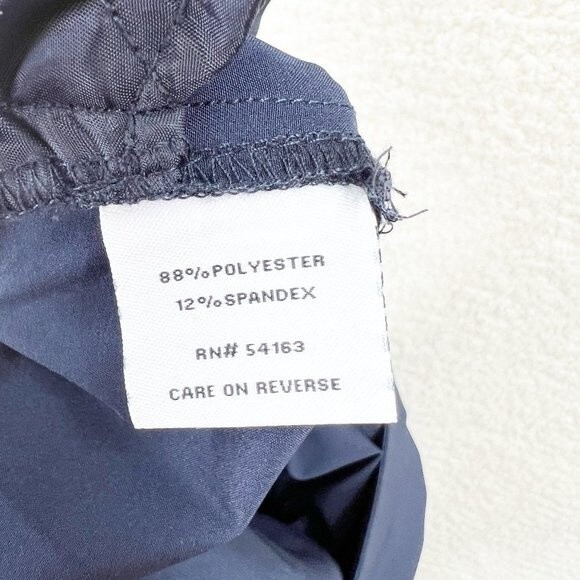 88%POLYESTER
12%SPANDEX
RN# 54163
CARE ON REVERSE